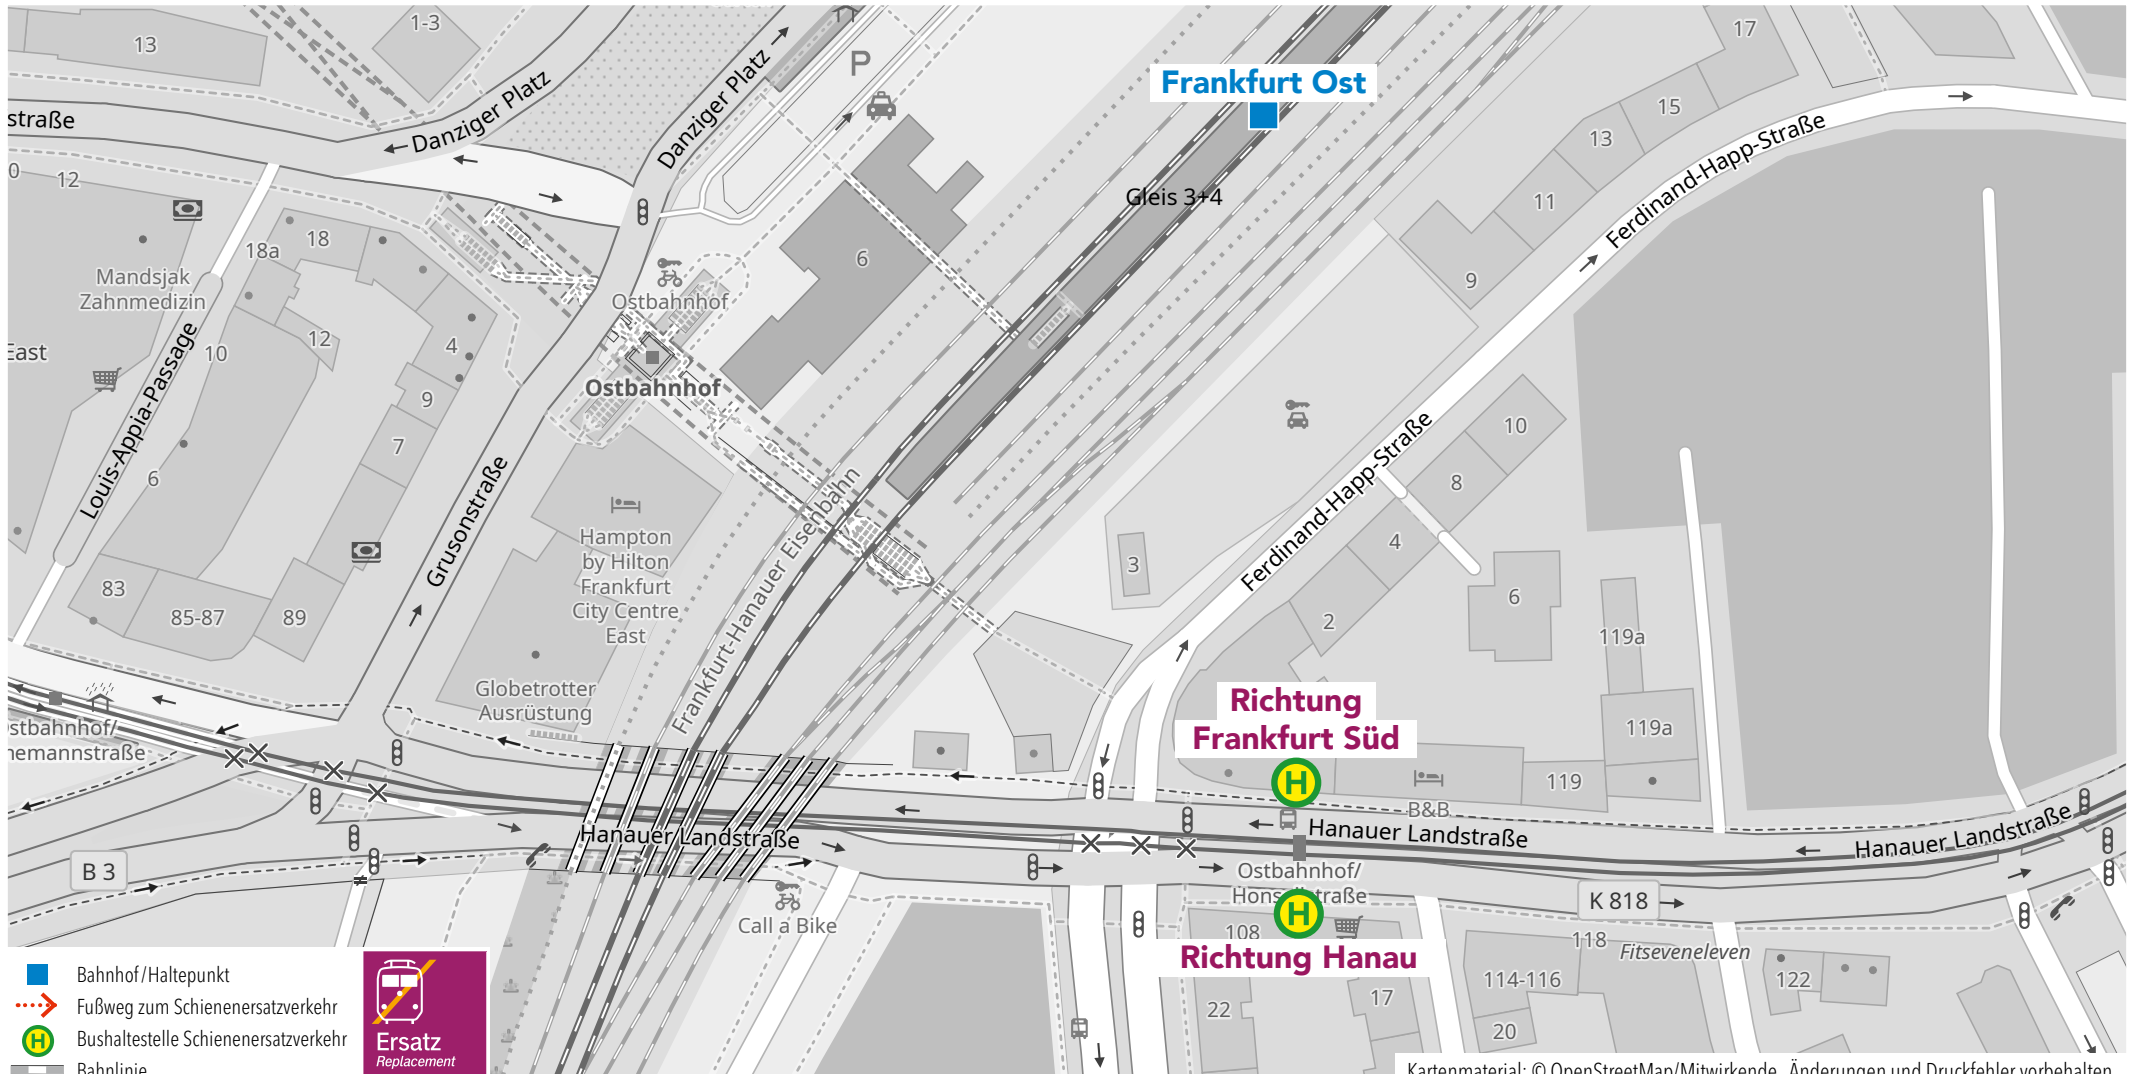 13
1-3
17
Danziger Platz
Danziger Platz
P
Frankfurt Ost
15
straße
13
Ferdinand-Happ-Straße
0
12
11
Gleis 3+4
18a
18
6
9
Mandsjak
Zahnmedizin
Ostbahnhof
East
10
12
4
Louis-Appia-Passage
Ostbahnhof
9
7
10
6
8
Grusonstraße
Frankfurt-Hanauer Eisenbahn
Ferdinand-Happ-Straße
4
3
Hampton
by Hilton
Frankfurt
City Centre
East
83
85-87
89
2
6
119a
Globetrotter
Ausrüstung
Richtung
Frankfurt Süd
119a
stbahnhof/
nemannstraße
H
119
B&B
Hanauer Landstraße
Hanauer Landstraße
Hanauer Landstraße
B 3
Ostbahnhof/
K 818
H
Call a Bike
108
118
Fitseveneleven
Richtung Hanau
114-116
122
22
17
20
Bahnhof/Haltepunkt
Fußweg zum Schienenersatzverkehr
H
Bushaltestelle Schienenersatzverkehr
Bahnlinie
Ersatz
Replacement
Kartenmaterial: © OpenStreetMap/Mitwirkende, Änderungen und Druckfehler vorbehalten